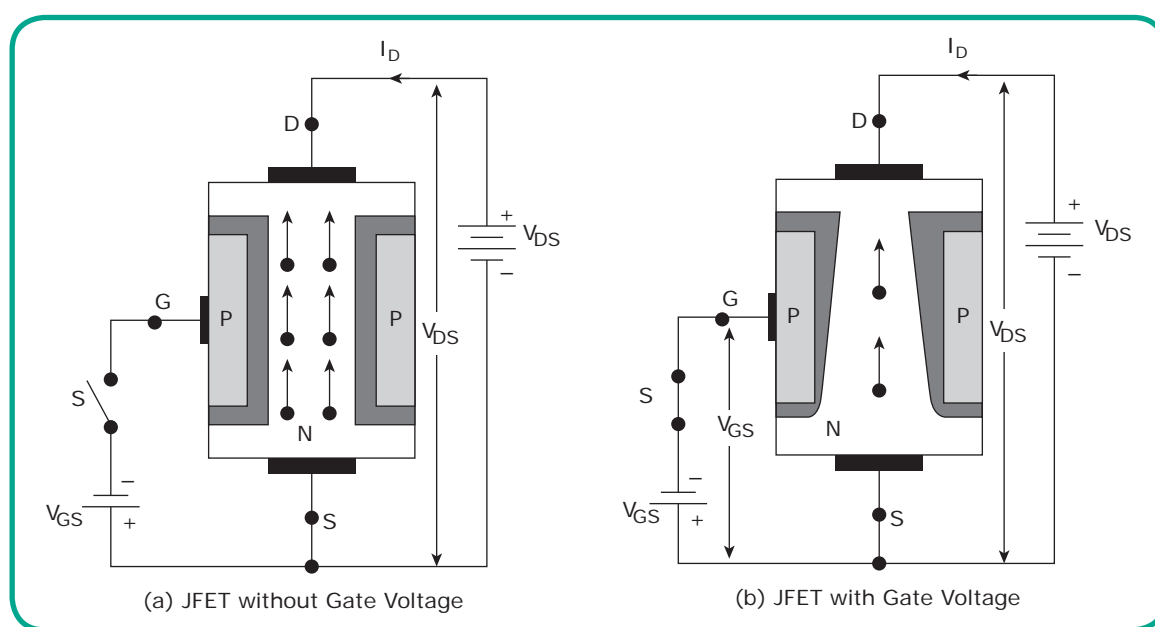 I_D
D
+
V_DS
−
G
P
P
V_DS
S
N
−
V_GS
+
S
(a) JFET without Gate Voltage
I_D
D
+
V_DS
−
G
P
P
V_DS
S
V_GS
N
−
V_GS
+
S
(b) JFET with Gate Voltage